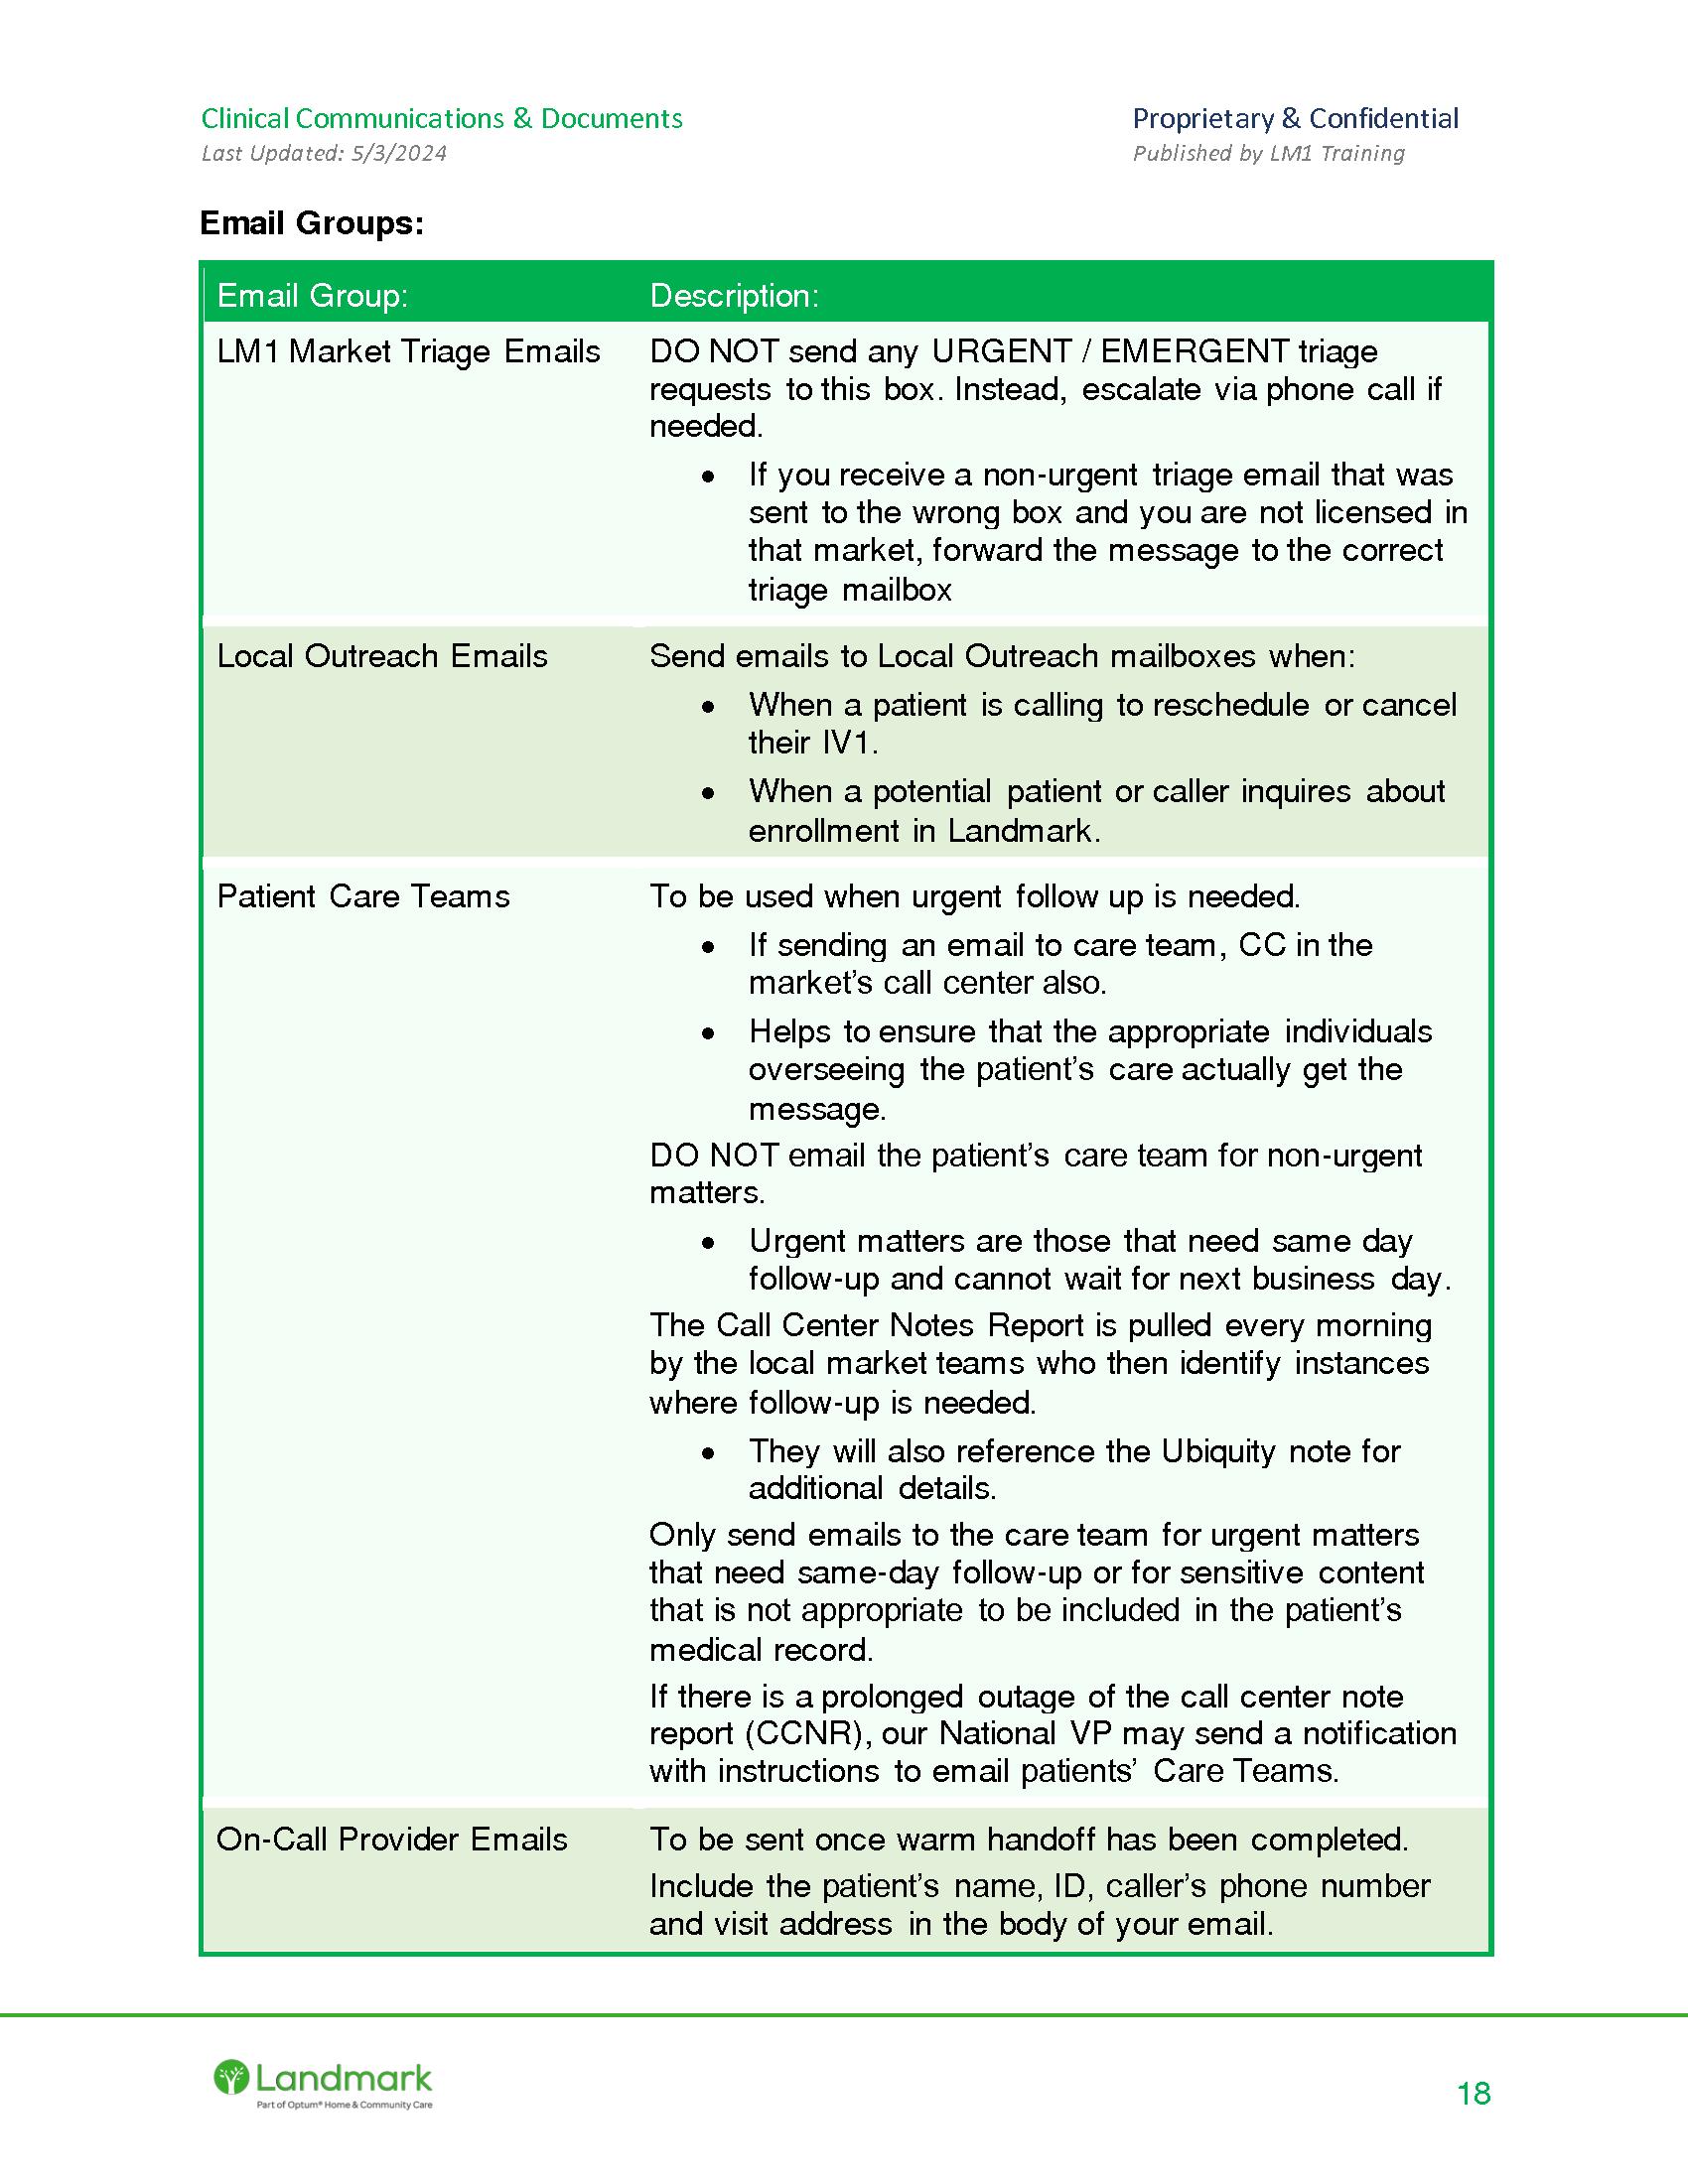 Clinical Communications & Documents
Proprietary & Confidential
Last Updated: 5/3/2024
Published by LM1 Training
Email Groups:
Email Group:
Description:
LM1 Market Triage Emails
DO NOT send any URGENT / EMERGENT triage
requests to this box. Instead, escalate via phone call if
needed.
• If you receive a non-urgent triage email that was
sent to the wrong box and you are not licensed in
that market, forward the message to the correct
triage mailbox
Local Outreach Emails
Send emails to Local Outreach mailboxes when:
• When a patient is calling to reschedule or cancel
their IV1.
• When a potential patient or caller inquires about
enrollment in Landmark.
Patient Care Teams
To be used when urgent follow up is needed.
• If sending an email to care team, CC in the
market’s call center also.
• Helps to ensure that the appropriate individuals
overseeing the patient’s care actually get the
message.
DO NOT email the patient’s care team for non-urgent
matters.
• Urgent matters are those that need same day
follow-up and cannot wait for next business day.
The Call Center Notes Report is pulled every morning
by the local market teams who then identify instances
where follow-up is needed.
• They will also reference the Ubiquity note for
additional details.
Only send emails to the care team for urgent matters
that need same-day follow-up or for sensitive content
that is not appropriate to be included in the patient’s
medical record.
If there is a prolonged outage of the call center note
report (CCNR), our National VP may send a notification
with instructions to email patients’ Care Teams.
On-Call Provider Emails
To be sent once warm handoff has been completed.
Include the patient’s name, ID, caller’s phone number
and visit address in the body of your email.
Landmark
Part of Optum® Home & Community Care
18